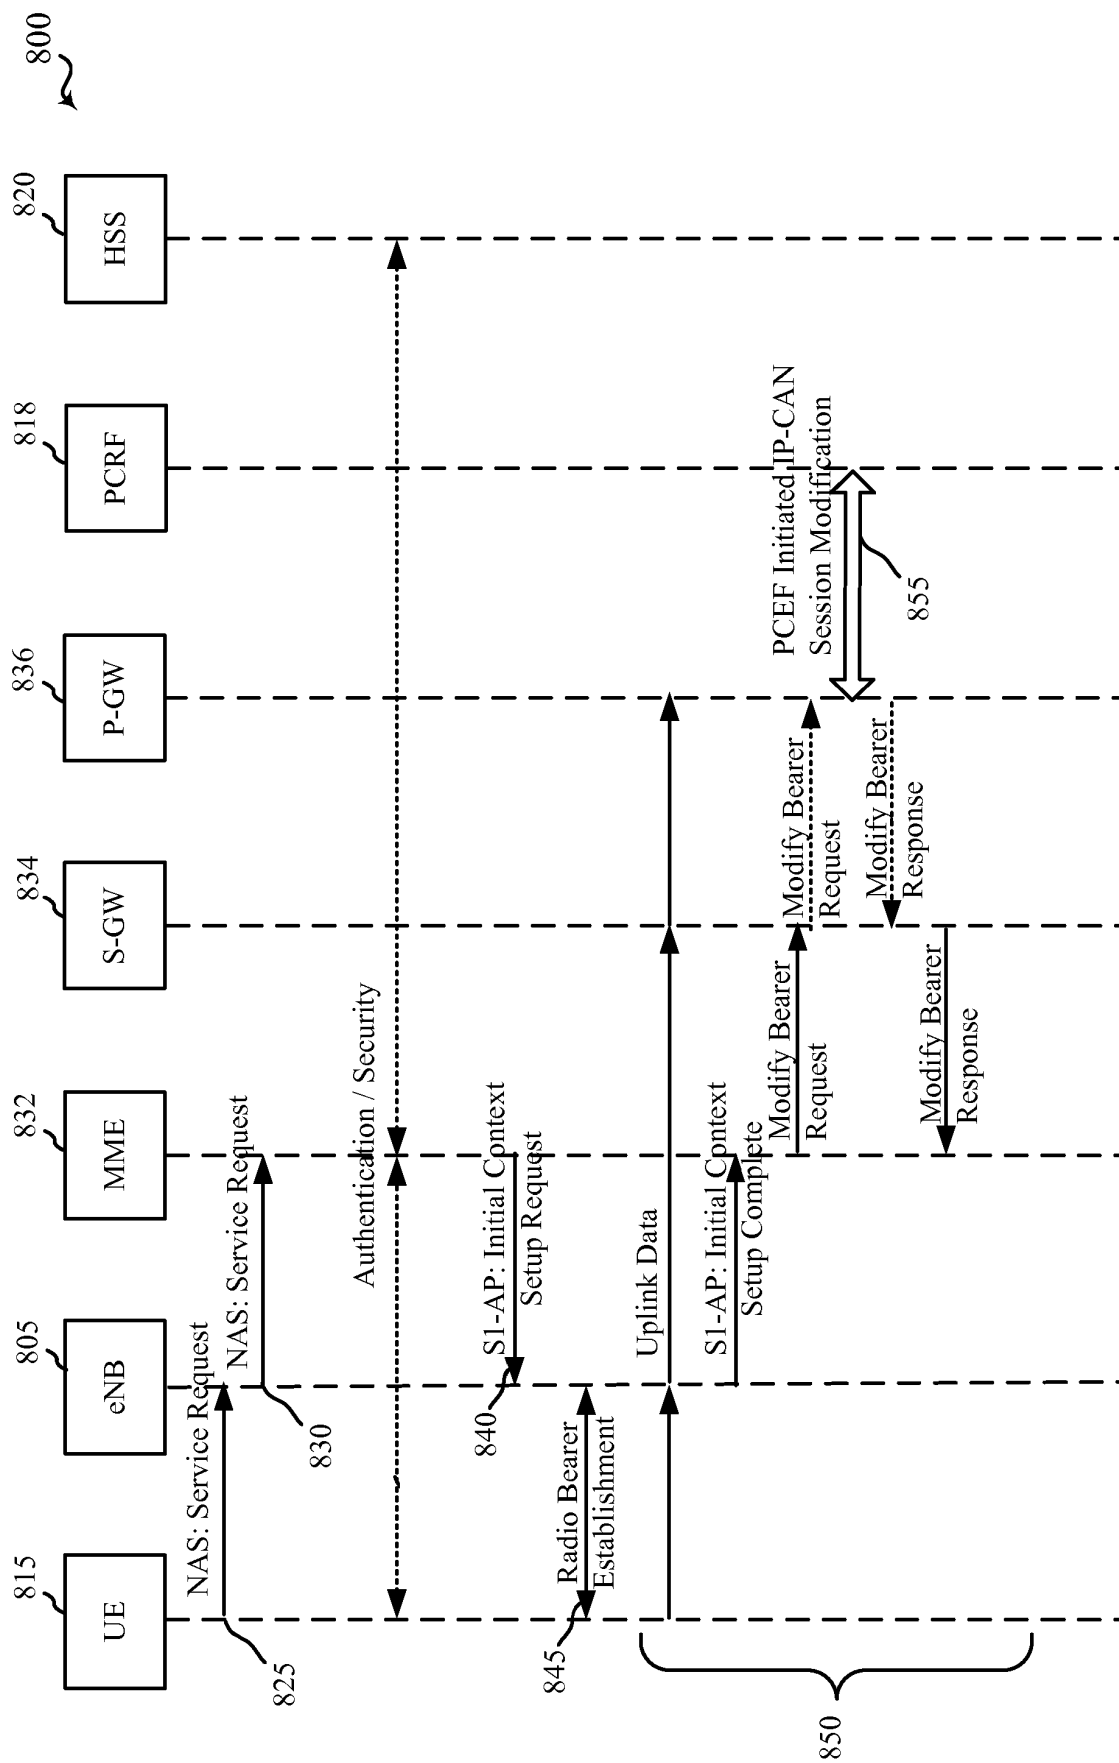 800
815
805
832
834
836
818
820
UE
eNB
MME
S-GW
P-GW
PCRF
HSS
NAS: Service Request
825
NAS: Service Request
830
Authentication / Security
S1-AP: Initial Context
Setup Request
840
Radio Bearer
Establishment
845
Uplink Data
S1-AP: Initial Context
Setup Complete
Modify Bearer
Request
Modify Bearer
Request
PCEF Initiated IP-CAN
Session Modification
855
Modify Bearer
Response
Modify Bearer
Response
850